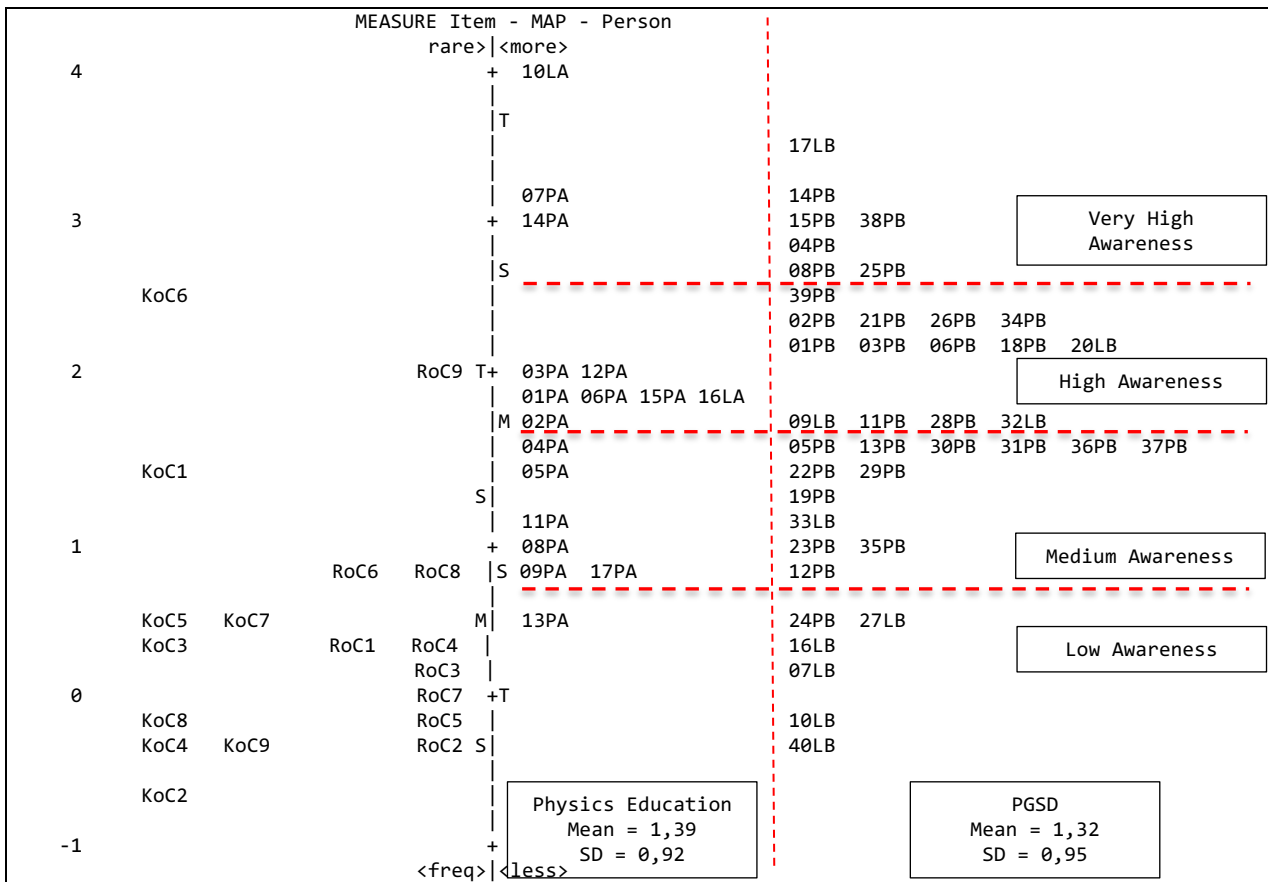 MEASURE Item - MAP - Person
rare>|<more>
4 + 10LA
|
|T
| 17LB
|
| 07PA 14PB
3 + 14PA 15PB 38PB Very High
| 04PB Awareness
|S 08PB 25PB
KoC6 | 39PB
| 02PB 21PB 26PB 34PB
| 01PB 03PB 06PB 18PB 20LB
2 RoC9 T+ 03PA 12PA High Awareness
| 01PA 06PA 15PA 16LA
|M 02PA 09LB 11PB 28PB 32LB
| 04PA 05PB 13PB 30PB 31PB 36PB 37PB
KoC1 | 05PA 22PB 29PB
S| 19PB
| 11PA 33LB
1 + 08PA 23PB 35PB Medium Awareness
RoC6 RoC8 |S 09PA 17PA 12PB
|
KoC5 KoC7 M| 13PA 24PB 27LB
KoC3 RoC1 RoC4 | 16LB Low Awareness
RoC3 | 07LB
0 RoC7 +T
KoC8 RoC5 | 10LB
KoC4 KoC9 RoC2 S| 40LB
|
KoC2 | Physics Education PGSD
| Mean = 1,39 Mean = 1,32
-1 + SD = 0,92 SD = 0,95
<freq>|<less>